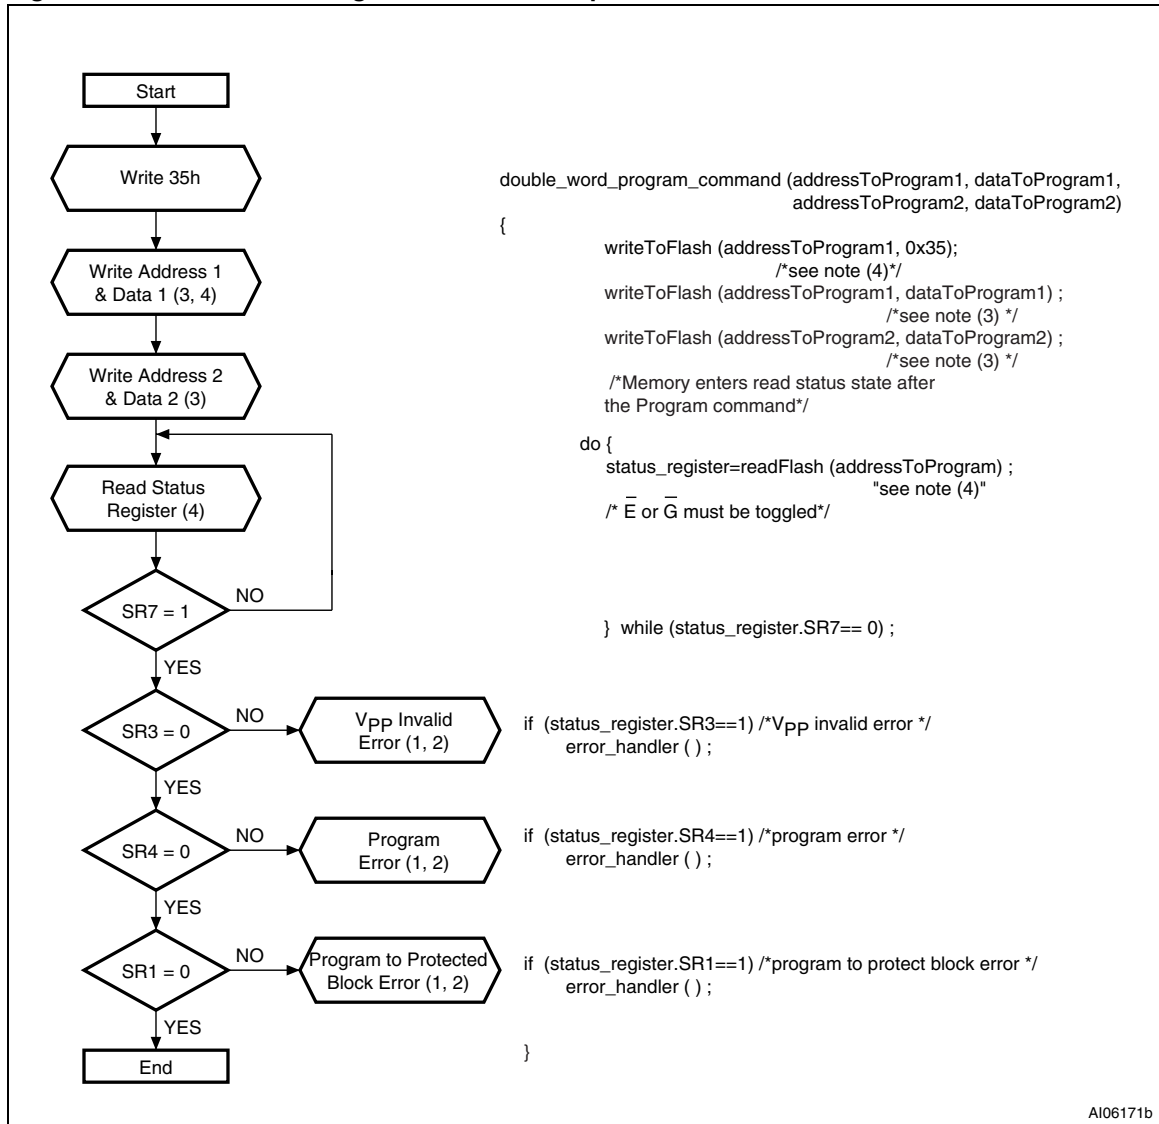 Start
Write 35h
Write Address 1
& Data 1 (3, 4)
Write Address 2
& Data 2 (3)
Read Status
Register (4)
NO
SR7 = 1
YES
NO
SR3 = 0
VPP Invalid
Error (1, 2)
YES
NO
SR4 = 0
Program
Error (1, 2)
YES
NO
SR1 = 0
Program to Protected
Block Error (1, 2)
YES
End
double_word_program_command (addressToProgram1, dataToProgram1,
addressToProgram2, dataToProgram2)
{
writeToFlash (addressToProgram1, 0x35);
/*see note (4)*/
writeToFlash (addressToProgram1, dataToProgram1) ;
/*see note (3) */
writeToFlash (addressToProgram2, dataToProgram2) ;
/*see note (3) */
/*Memory enters read status state after
the Program command*/
do {
status_register=readFlash (addressToProgram) ;
"see note (4)"
/* E̅ or G̅ must be toggled*/
} while (status_register.SR7== 0) ;
if (status_register.SR3==1) /*VPP invalid error */
error_handler ( ) ;
if (status_register.SR4==1) /*program error */
error_handler ( ) ;
if (status_register.SR1==1) /*program to protect block error */
error_handler ( ) ;
}
AI06171b